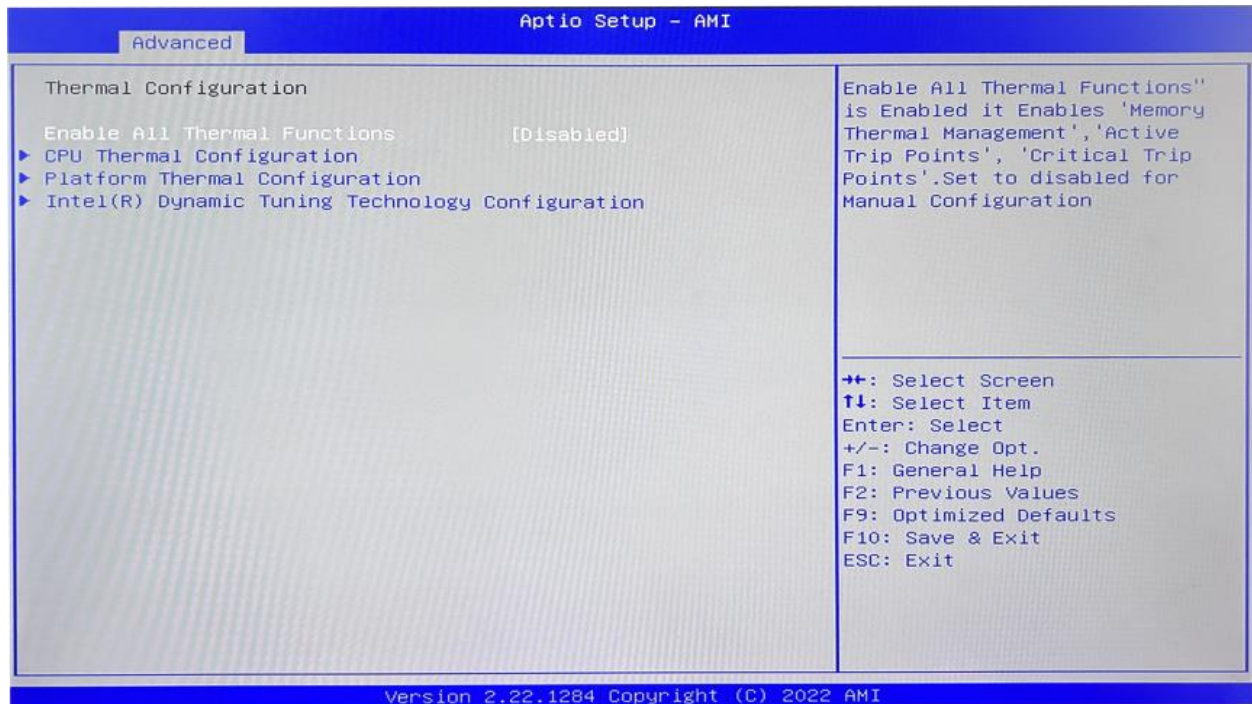 Aptio Setup – AMI
Advanced
Thermal Configuration
Enable All Thermal Functions [Disabled]
► CPU Thermal Configuration
► Platform Thermal Configuration
► Intel(R) Dynamic Tuning Technology Configuration
Enable All Thermal Functions"
is Enabled it Enables 'Memory
Thermal Management','Active
Trip Points', 'Critical Trip
Points'.Set to disabled for
Manual Configuration
→←: Select Screen
↑↓: Select Item
Enter: Select
+/-: Change Opt.
F1: General Help
F2: Previous Values
F9: Optimized Defaults
F10: Save & Exit
ESC: Exit
Version 2.22.1284 Copyright (C) 2022 AMI